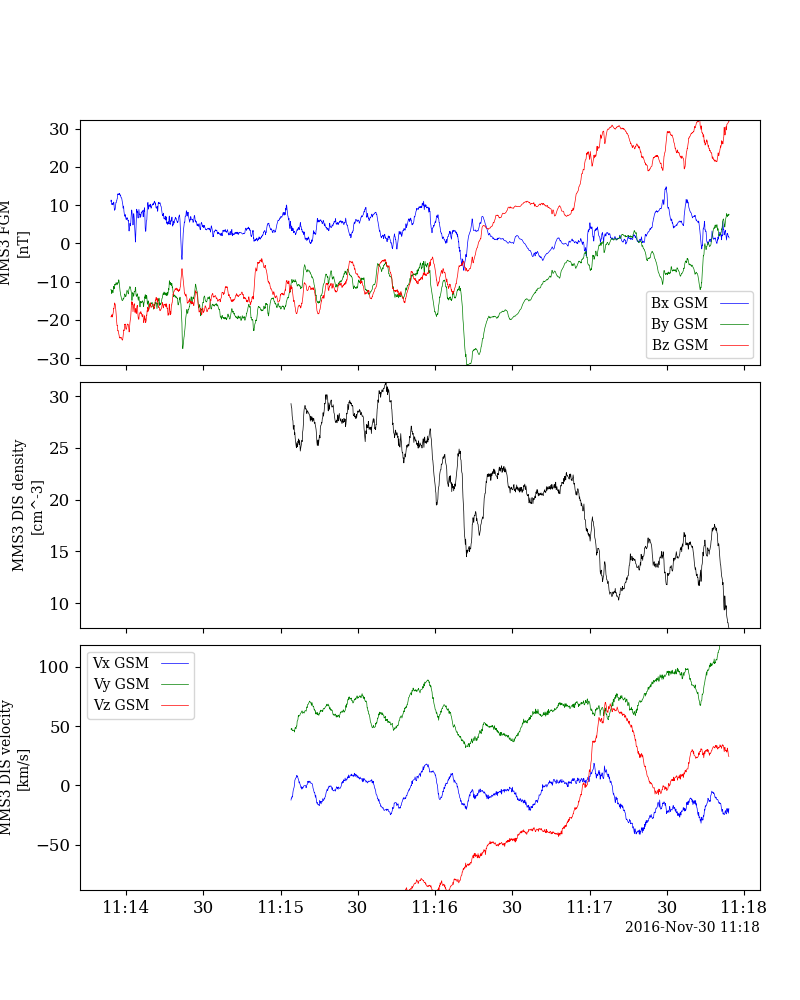 30
20
10
0
−10
−20
−30
MMS3 FGM
[nT]
Bx GSM
By GSM
Bz GSM
30
25
20
15
10
MMS3 DIS density
[cm^-3]
100
50
0
−50
MMS3 DIS velocity
[km/s]
Vx GSM
Vy GSM
Vz GSM
11:14 30 11:15 30 11:16 30 11:17 30 11:18
2016-Nov-30 11:18